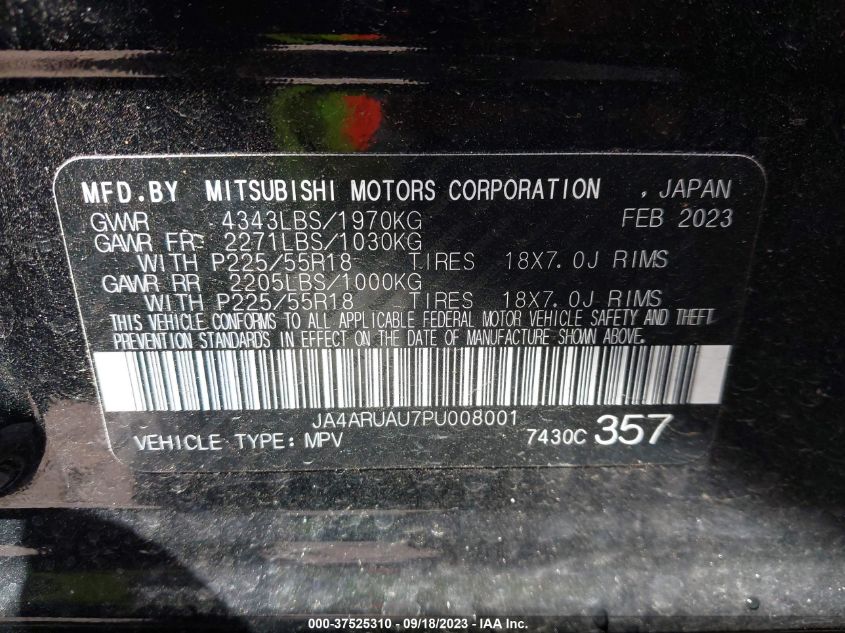 MFD.BY MITSUBISHI MOTORS CORPORATION , JAPAN
GVWR 4343LBS/1970KG FEB 2023
GAWR FR 2271LBS/1030KG
WITH P225/55R18 TIRES 18X7.0J RIMS
GAWR RR 2205LBS/1000KG
WITH P225/55R18 TIRES 18X7.0J RIMS
THIS VEHICLE CONFORMS TO ALL APPLICABLE FEDERAL MOTOR VEHICLE SAFETY AND THEFT
PREVENTION STANDARDS IN EFFECT ON THE DATE OF MANUFACTURE SHOWN ABOVE.
JA4ARUAU7PU008001
VEHICLE TYPE: MPV 7430C 357
000-37525310 - 09/18/2023 - © IAA, Inc.